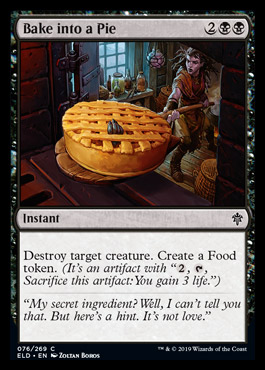 Bake into a Pie 2
Instant
Destroy target creature. Create a Food
token. (It's an artifact with “2, ,
Sacrifice this artifact: You gain 3 life.”)
“My secret ingredient? Well, I can't tell you
that. But here's a hint. It's not love.”
076/269 C
ELD • EN ZOLTAN BOROS
™ & © 2019 Wizards of the Coast